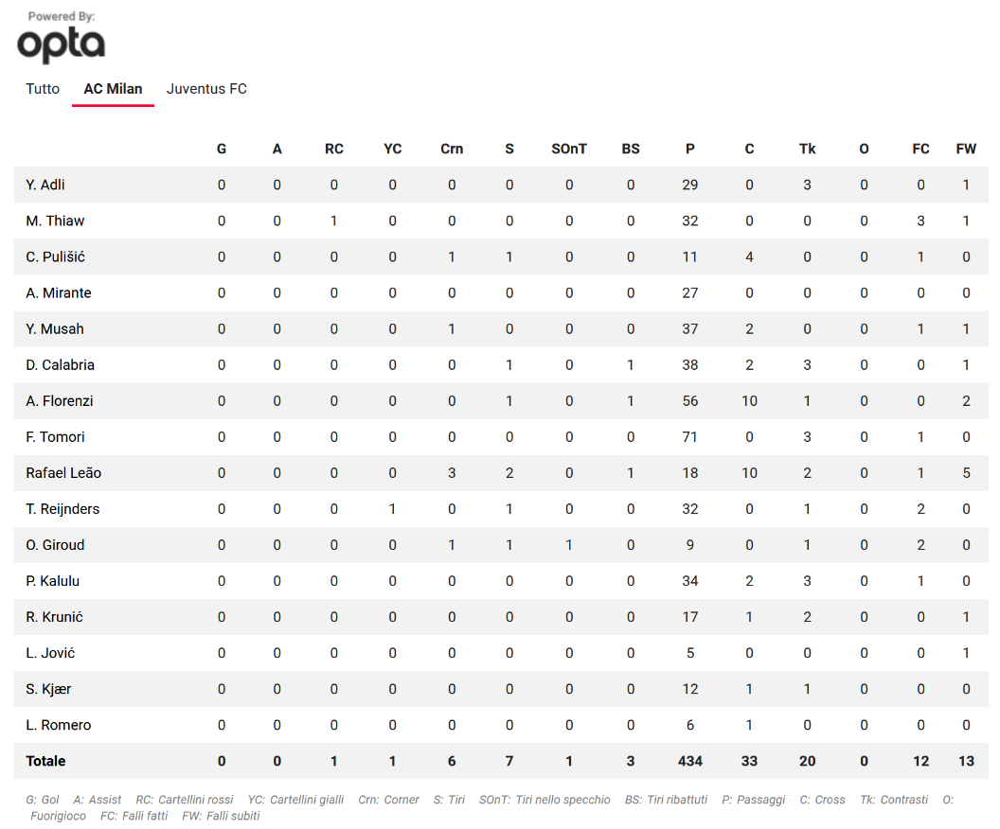 Powered By:
opta
Tutto AC Milan Juventus FC
G A RC YC Crn S SOnT BS P C Tk O FC FW
Y. Adli 0 0 0 0 0 0 0 0 29 0 3 0 0 1
M. Thiaw 0 0 1 0 0 0 0 0 32 0 0 0 3 1
C. Pulišić 0 0 0 0 1 1 0 0 11 4 0 0 1 0
A. Mirante 0 0 0 0 0 0 0 0 27 0 0 0 0 0
Y. Musah 0 0 0 0 1 0 0 0 37 2 0 0 1 1
D. Calabria 0 0 0 0 0 1 0 1 38 2 3 0 0 1
A. Florenzi 0 0 0 0 0 1 0 1 56 10 1 0 0 2
F. Tomori 0 0 0 0 0 0 0 0 71 0 3 0 1 0
Rafael Leão 0 0 0 0 3 2 0 1 18 10 2 0 1 5
T. Reijnders 0 0 0 1 0 1 0 0 32 0 1 0 2 0
O. Giroud 0 0 0 0 1 1 1 0 9 0 1 0 2 0
P. Kalulu 0 0 0 0 0 0 0 0 34 2 3 0 1 0
R. Krunić 0 0 0 0 0 0 0 0 17 1 2 0 0 1
L. Jović 0 0 0 0 0 0 0 0 5 0 0 0 0 1
S. Kjær 0 0 0 0 0 0 0 0 12 1 1 0 0 0
L. Romero 0 0 0 0 0 0 0 0 6 1 0 0 0 0
Totale 0 0 1 1 6 7 1 3 434 33 20 0 12 13
G: Gol A: Assist RC: Cartellini rossi YC: Cartellini gialli Crn: Corner S: Tiri SOnT: Tiri nello specchio BS: Tiri ribattuti P: Passaggi C: Cross Tk: Contrasti O:
Fuorigioco FC: Falli fatti FW: Falli subiti